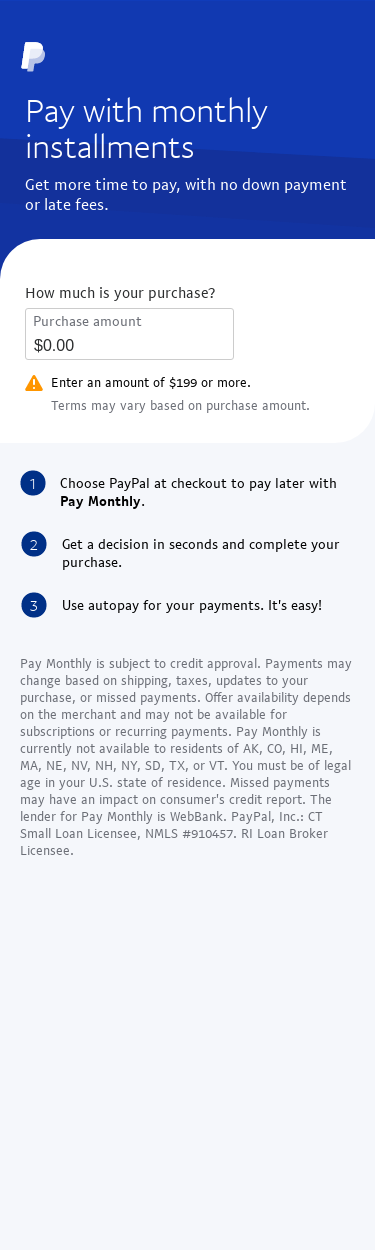 Pay with monthly
installments
Get more time to pay, with no down payment
or late fees.
How much is your purchase?
Purchase amount
$0.00
Enter an amount of $199 or more.
Terms may vary based on purchase amount.
1 Choose PayPal at checkout to pay later with
Pay Monthly.
2 Get a decision in seconds and complete your
purchase.
3 Use autopay for your payments. It's easy!
Pay Monthly is subject to credit approval. Payments may
change based on shipping, taxes, updates to your
purchase, or missed payments. Offer availability depends
on the merchant and may not be available for
subscriptions or recurring payments. Pay Monthly is
currently not available to residents of AK, CO, HI, ME,
MA, NE, NV, NH, NY, SD, TX, or VT. You must be of legal
age in your U.S. state of residence. Missed payments
may have an impact on consumer's credit report. The
lender for Pay Monthly is WebBank. PayPal, Inc.: CT
Small Loan Licensee, NMLS #910457. RI Loan Broker
Licensee.